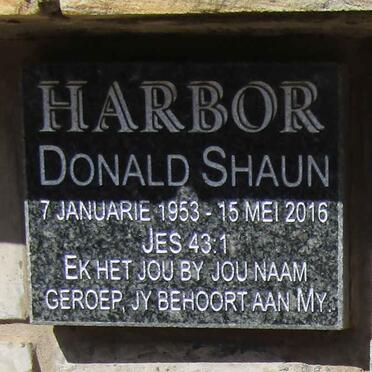 HARBOR
DONALD SHAUN
7 JANUARIE 1953 - 15 MEI 2016
JES 43:1
EK HET JOU BY JOU NAAM
GEROEP, JY BEHOORT AAN MY.